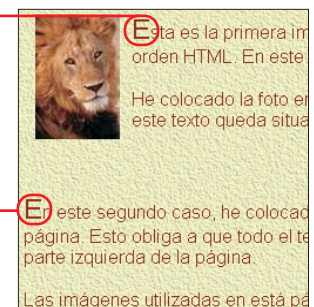 Esta es la primera im
orden HTML. En este
He colocado la foto en
este texto queda situa
En este segundo caso, he colocad
página. Esto obliga a que todo el te
parte izquierda de la página.
Las imágenes utilizadas en está pá